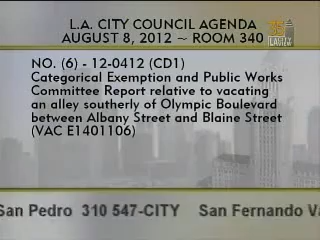 L.A. CITY COUNCIL AGENDA
AUGUST 8, 2012 ~ ROOM 340
35
NO. (6) - 12-0412 (CD1)
Categorical Exemption and Public Works
Committee Report relative to vacating
an alley southerly of Olympic Boulevard
between Albany Street and Blaine Street
(VAC E1401106)
San Pedro 310 547-CITY San Fernando Va